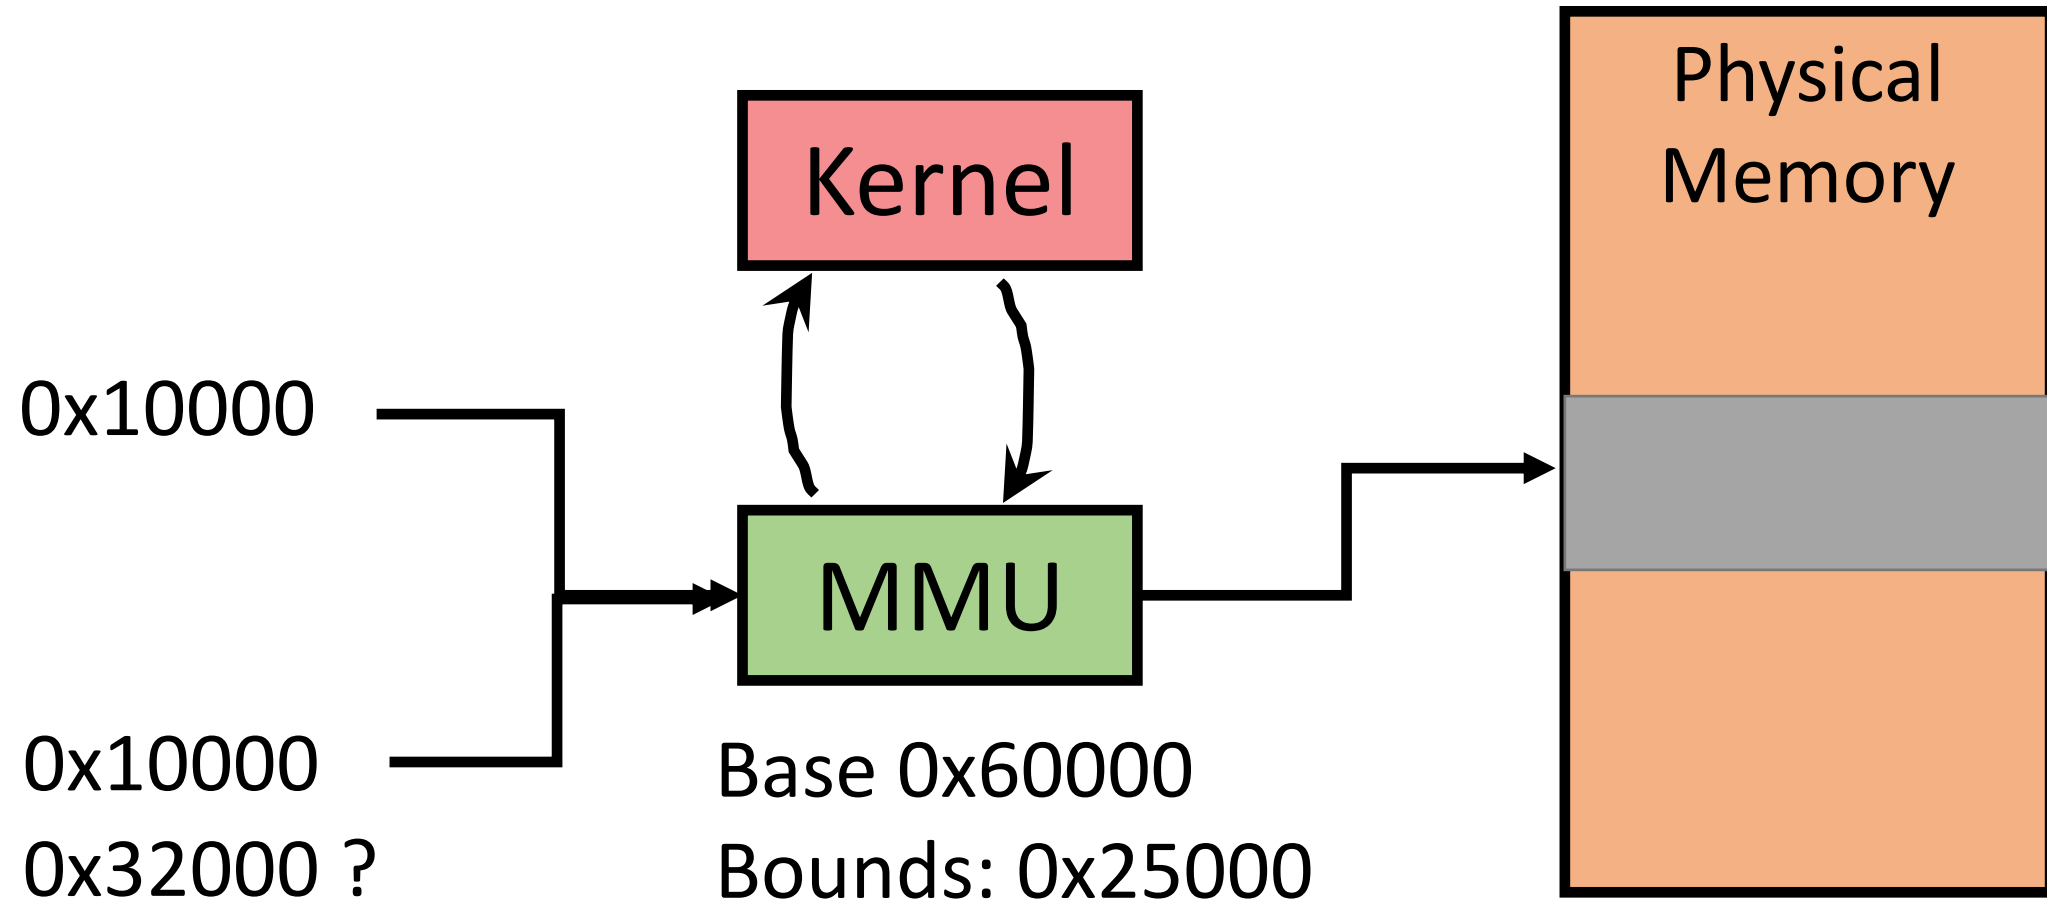 Physical
Memory
Kernel
0x10000
MMU
0x10000
0x32000 ?
Base 0x60000
Bounds: 0x25000